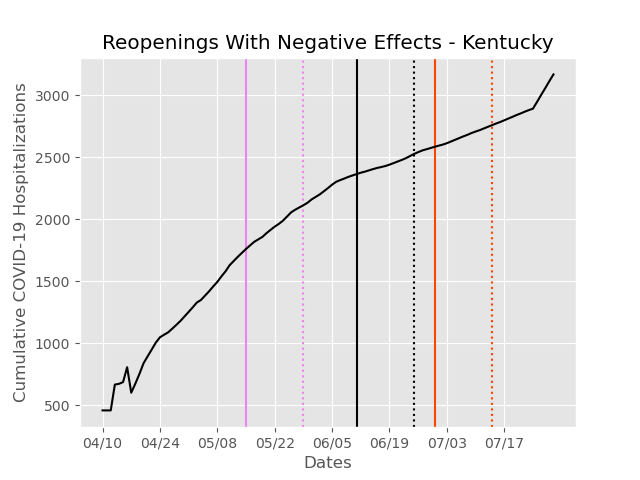 Reopenings With Negative Effects - Kentucky
Cumulative COVID-19 Hospitalizations
3000
2500
2000
1500
1000
500
04/10 04/24 05/08 05/22 06/05 06/19 07/03 07/17
Dates